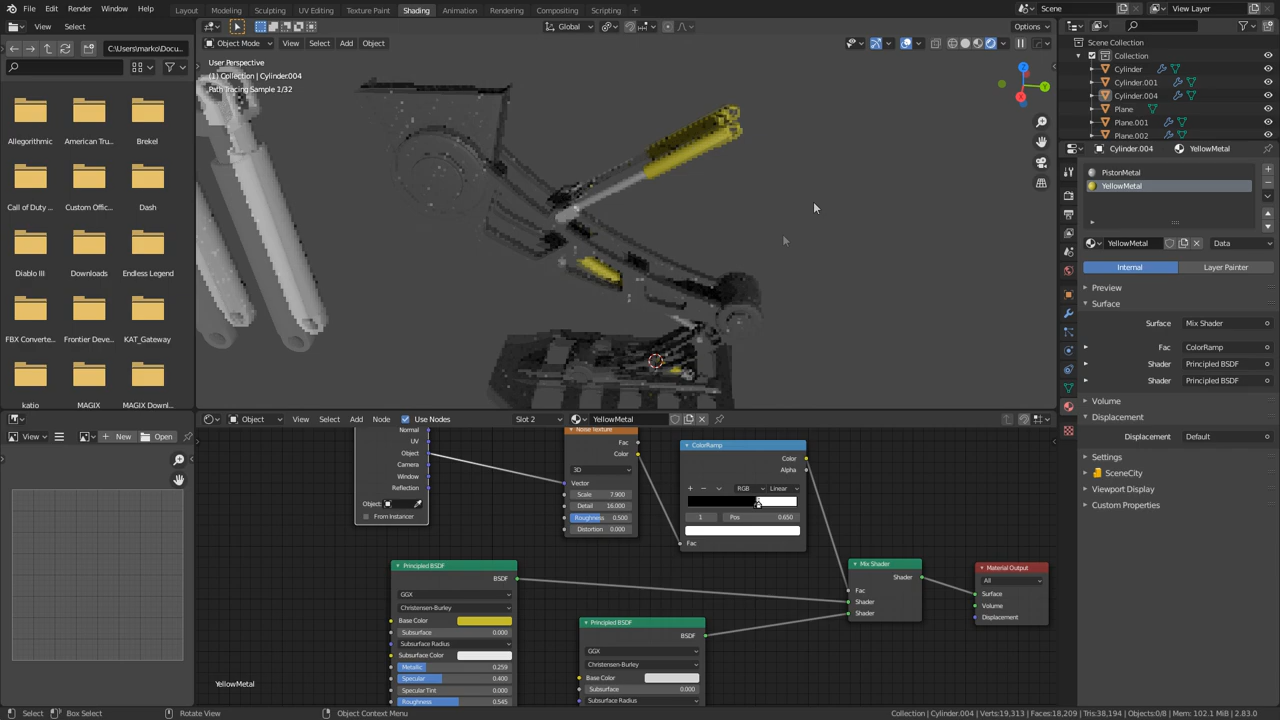 File Edit Render Window Help Layout Modeling Sculpting UV Editing Texture Paint Shading Animation Rendering Compositing Scripting Scene View Layer
View Object Mode View Select Add Object Global Options
C:\Users\marko\Docu...
User Perspective
(1) Collection | Cylinder.004
Path Tracing Sample 1/32
Allegorithmic American Tru... Brekel
Call of Duty ... Custom Offic... Dash
Diablo III Downloads Endless Legend
FBX Converte... Frontier Deve... KAT_Gateway
katio MAGIX MAGIX Downl...
Scene Collection
Collection
Cylinder
Cylinder.001
Cylinder.004
Plane
Plane.001
Plane.002
Cylinder.004 YellowMetal
PistonMetal
YellowMetal
YellowMetal Data
Internal Layer Painter
Preview
Surface
Surface Mix Shader
Fac ColorRamp
Shader Principled BSDF
Shader Principled BSDF
Volume
Displacement
Displacement Default
Settings
SceneCity
Viewport Display
Custom Properties
View New Open
Object View Select Add Node Use Nodes Slot 2 YellowMetal
Normal
UV
Object
Camera
Window
Reflection
Object:
From Instancer
Noise Texture
Fac
Color
3D
Vector
Scale 7.900
Detail 16.000
Roughness 0.500
Distortion 0.000
ColorRamp
Color
Alpha
RGB Linear
1 Pos 0.650
Fac
Principled BSDF
BSDF
GGX
Christensen-Burley
Base Color
Subsurface 0.000
Subsurface Radius
Subsurface Color
Metallic 0.259
Specular 0.400
Specular Tint 0.000
Roughness 0.545
Principled BSDF
BSDF
GGX
Christensen-Burley
Base Color
Subsurface 0.000
Subsurface Radius
Mix Shader
Shader
Fac
Shader
Shader
Material Output
All
Surface
Volume
Displacement
YellowMetal
Select Box Select Rotate View Object Context Menu Collection | Cylinder.004 | Verts:19,313 | Faces:18,209 | Tris:38,194 | Objects:0/8 | Mem: 102.1 MiB | 2.83.0